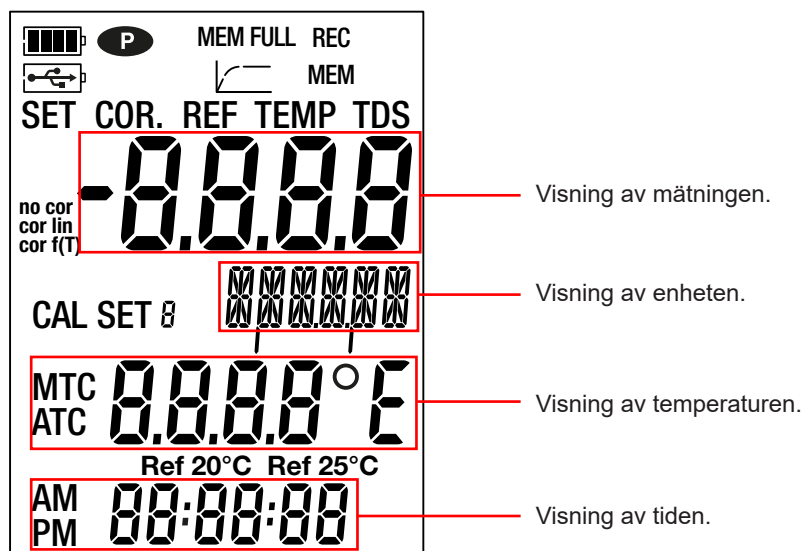 P MEM FULL REC
MEM
SET COR. REF TEMP TDS
-8.8.8.8
Visning av mätningen.
no cor
cor lin
cor f(T)
Visning av enheten.
CAL SET 8
MTC
ATC
8.8.8.8°E
Visning av temperaturen.
Ref 20°C Ref 25°C
AM
PM
88:88:88
Visning av tiden.